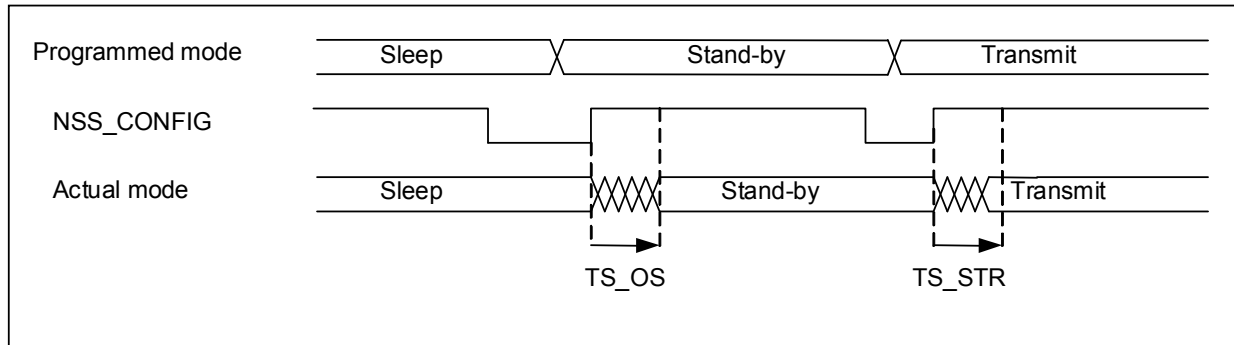 Programmed mode Sleep Stand-by Transmit
NSS_CONFIG
Actual mode Sleep Stand-by Transmit
TS_OS TS_STR